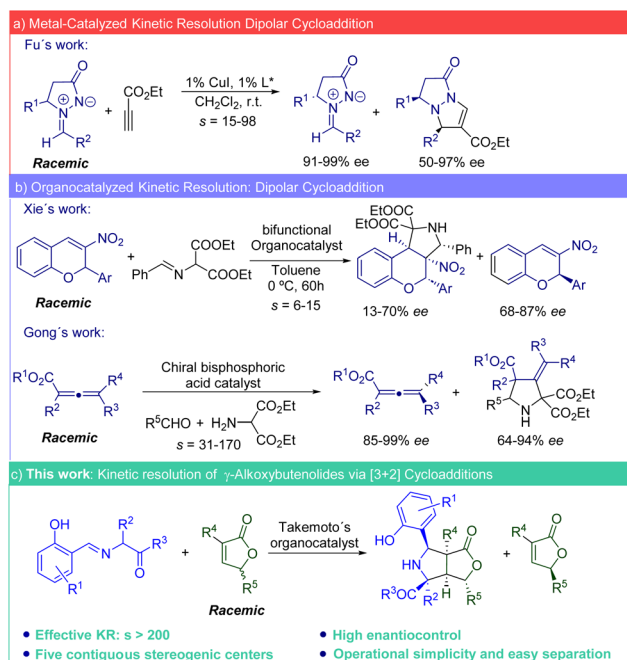 a) Metal-Catalyzed Kinetic Resolution Dipolar Cycloaddition
Fu´s work:
O
R¹
N
⊕
N
⊖
N
H
R²
Racemic
+
CO₂Et
1% CuI, 1% L*
CH₂Cl₂, r.t.
s = 15-98
O
R¹
N
⊕
N
⊖
H
R²
91-99% ee
+
O
R¹
N
N
R²
CO₂Et
50-97% ee
b) Organocatalyzed Kinetic Resolution: Dipolar Cycloaddition
Xie's work:
NO₂
O
Ar
Racemic
+
CO₂Et
Ph
N
CO₂Et
bifunctional
Organocatalyst
Toluene
0 ºC, 60h
s = 6-15
EtOOC
EtOOC
NH
H
Ph
NO₂
O
Ar
13-70% ee
+
NO₂
O
Ar
68-87% ee
Gong´s work:
R¹O₂C
R⁴
R²
R³
Racemic
Chiral bisphosphoric
acid catalyst
R⁵CHO +
H₂N
CO₂Et
CO₂Et
s = 31-170
R¹O₂C
R⁴
R²
R³
85-99% ee
+
R³
R¹O₂C
R⁴
R²
R⁵
N
H
CO₂Et
CO₂Et
64-94% ee
c) This work: Kinetic resolution of γ-Alkoxybutenolides via [3+2] Cycloadditions
OH
R²
R³
N
O
R¹
+
R⁴
O
O
R⁵
Racemic
Takemoto´s
organocatalyst
R¹
HO
R⁴
O
HN
O
H
R³O₂C
R²
R⁵
+
R⁴
O
O
R⁵
Effective KR: s > 200
High enantiocontrol
Five contiguous stereogenic centers
Operational simplicity and easy separation